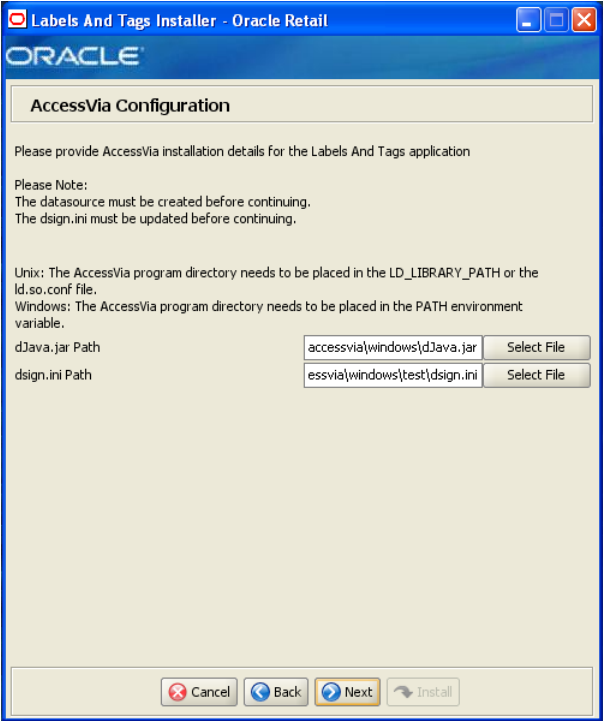 Labels And Tags Installer - Oracle Retail
ORACLE
AccessVia Configuration
Please provide AccessVia installation details for the Labels And Tags application
Please Note:
The datasource must be created before continuing.
The dsign.ini must be updated before continuing.
Unix: The AccessVia program directory needs to be placed in the LD_LIBRARY_PATH or the
ld.so.conf file.
Windows: The AccessVia program directory needs to be placed in the PATH environment
variable.
dJava.jar Path accessvia\windows\dJava.jar Select File
dsign.ini Path essvia\windows\test\dsign.ini Select File
Cancel Back Next Install